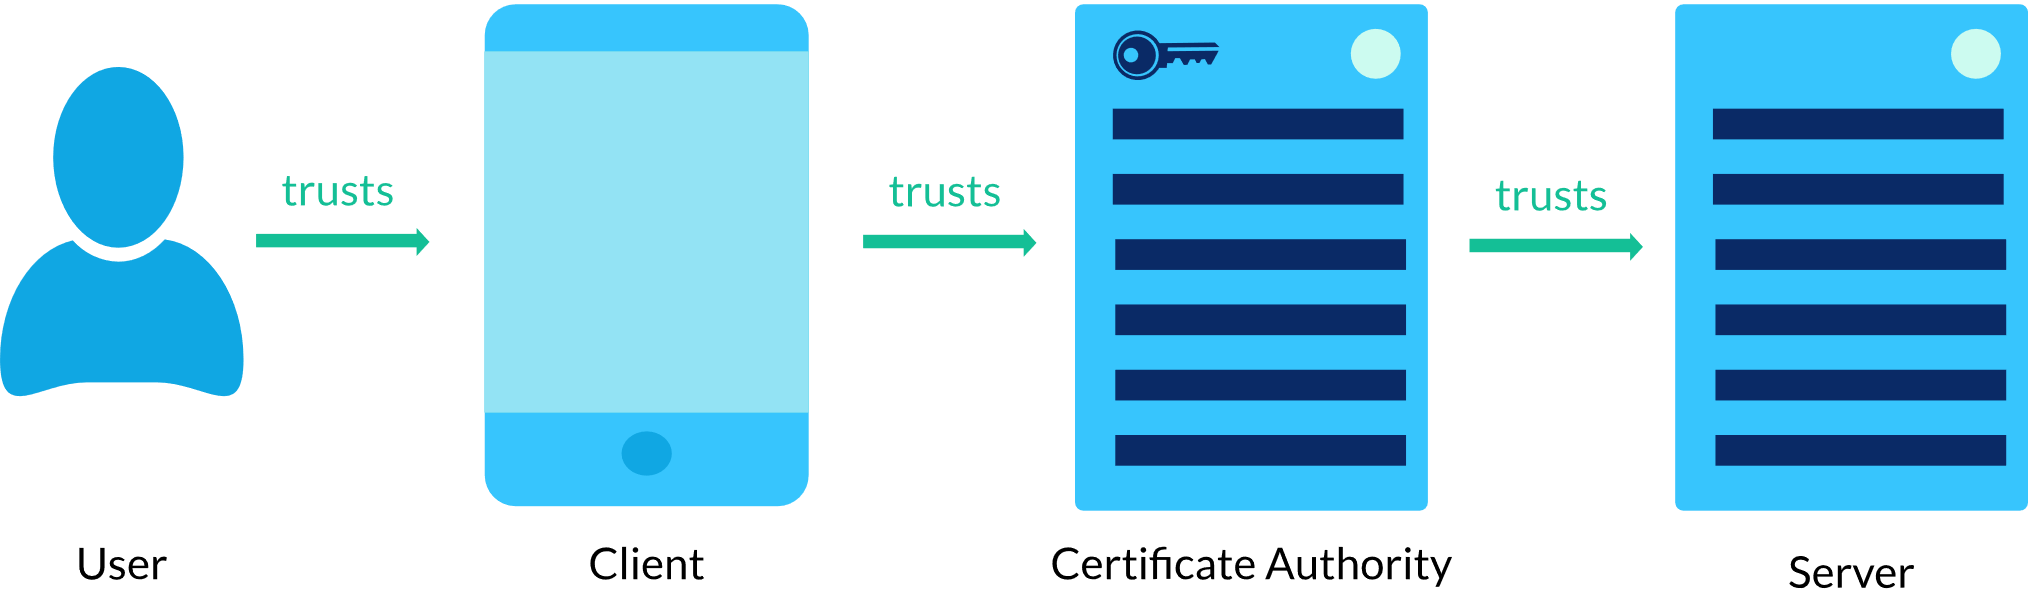 trusts
trusts
trusts
User
Client
Certificate Authority
Server